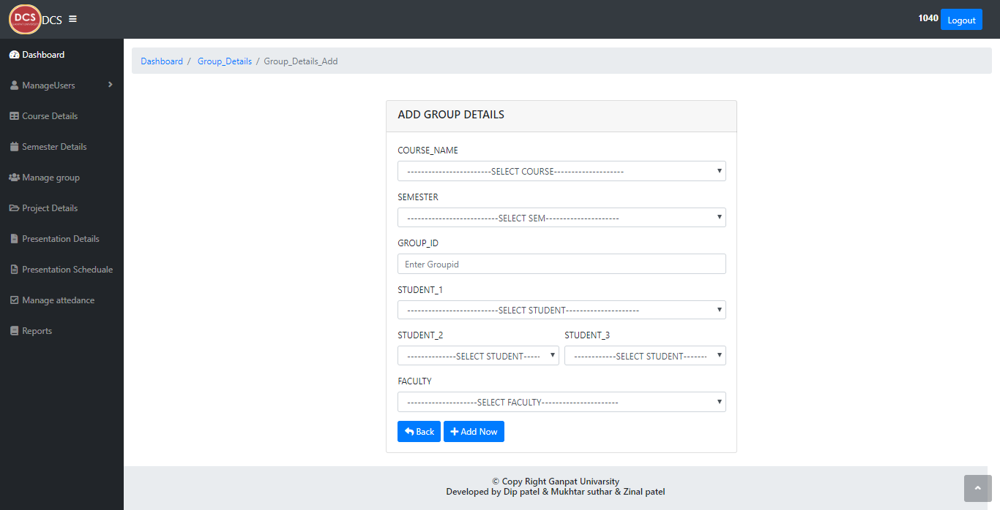 DCS
GANPAT UNIVERSITY
DCS
1040
Logout
Dashboard
ManageUsers
Course Details
Semester Details
Manage group
Project Details
Presentation Details
Presentation Scheduale
Manage attedance
Reports
Dashboard / Group_Details / Group_Details_Add
ADD GROUP DETAILS
COURSE_NAME
------------------------SELECT COURSE--------------------
SEMESTER
--------------------------SELECT SEM---------------------
GROUP_ID
Enter Groupid
STUDENT_1
--------------------------SELECT STUDENT---------------------
STUDENT_2 STUDENT_3
--------------SELECT STUDENT----- ------------SELECT STUDENT-------
FACULTY
--------------------SELECT FACULTY----------------------
Back Add Now
© Copy Right Ganpat Univarsity
Developed by Dip patel & Mukhtar suthar & Zinal patel